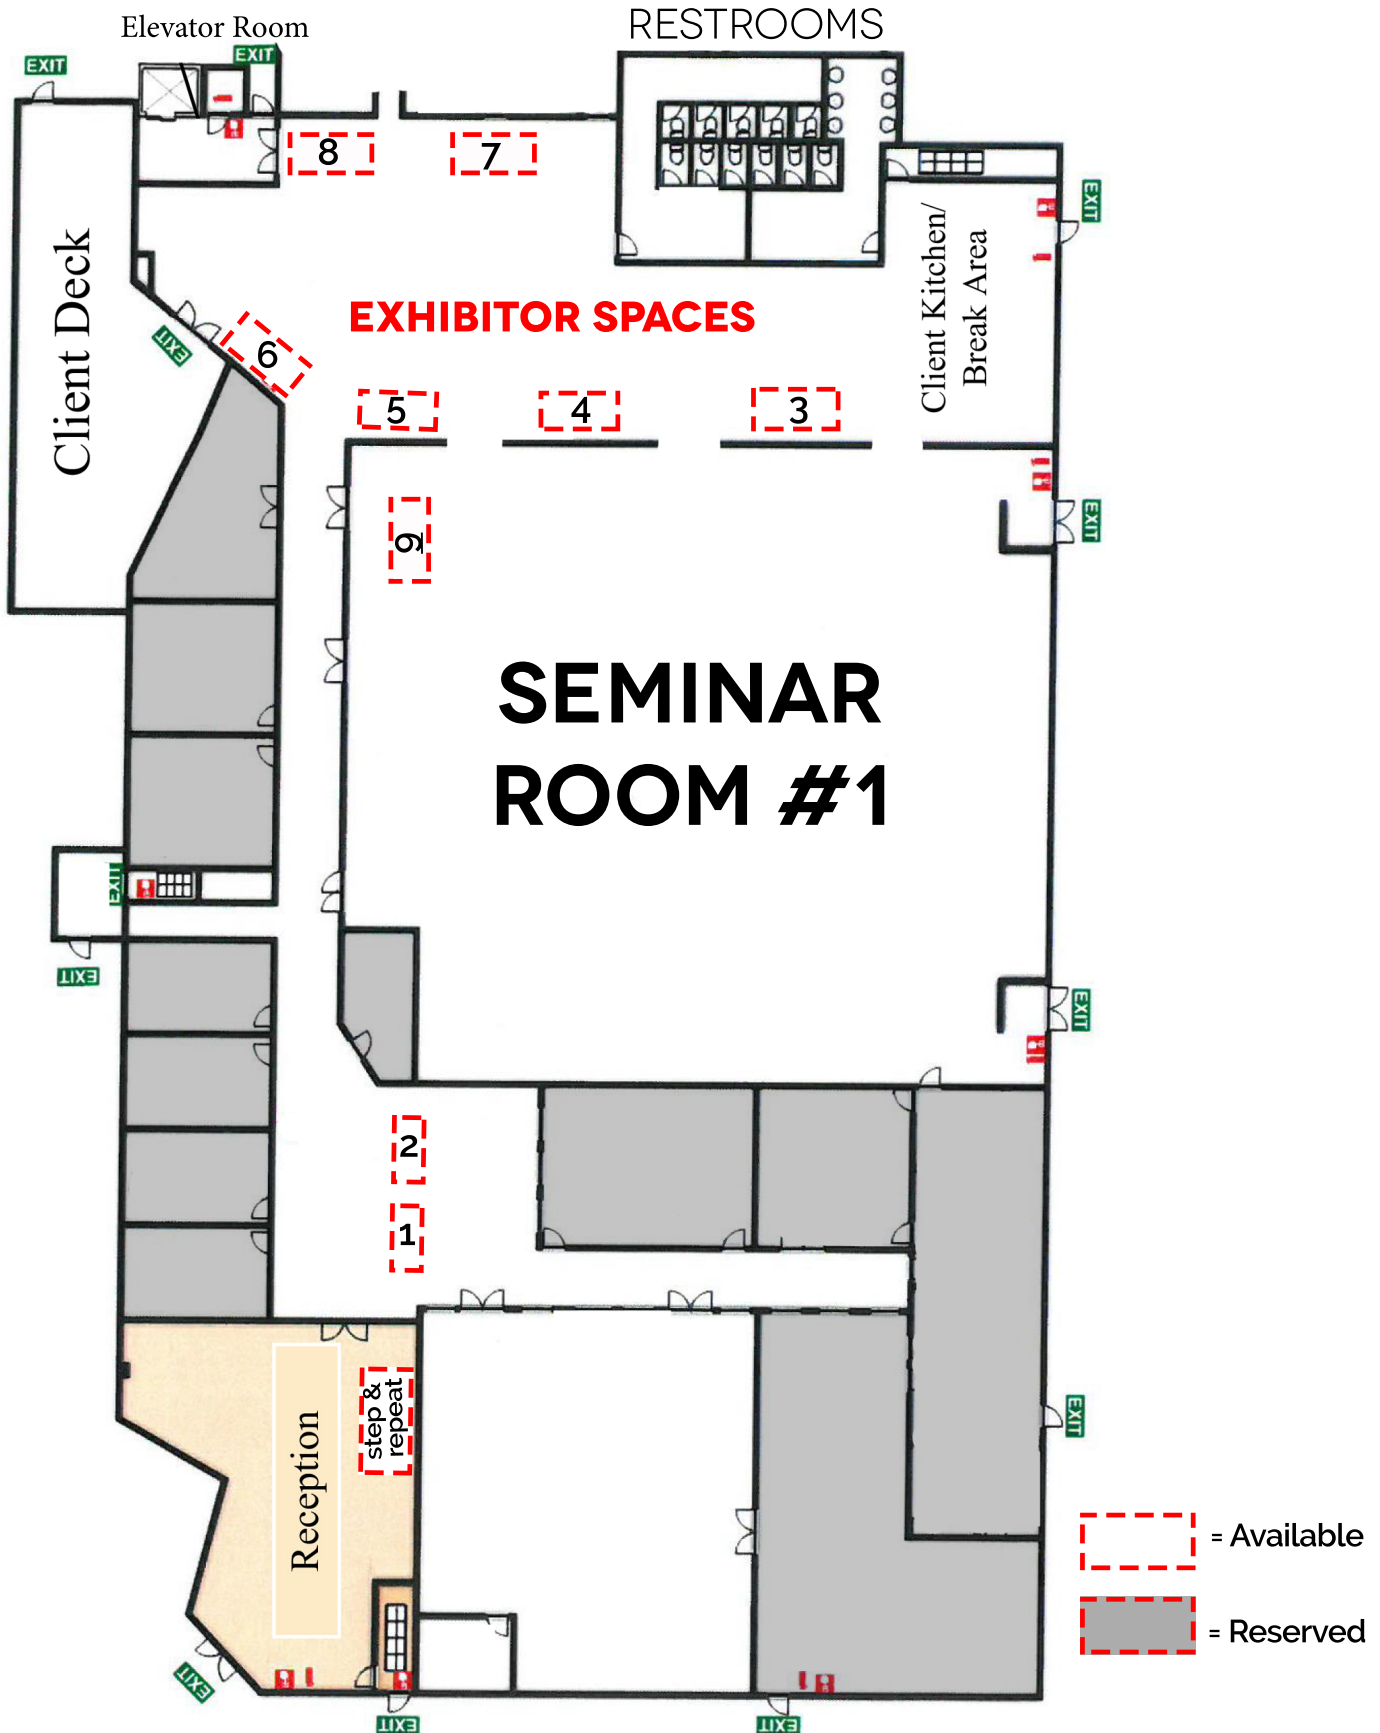 RESTROOMS
Elevator Room
EXIT
EXIT
8
7
EXIT
Client Deck
Client Kitchen/
Break Area
EXHIBITOR SPACES
EXIT
6
5
4
3
9
EXIT
SEMINAR
ROOM #1
EXIT
EXIT
EXIT
2
1
step &
repeat
Reception
EXIT
= Available
= Reserved
EXIT
EXIT
EXIT